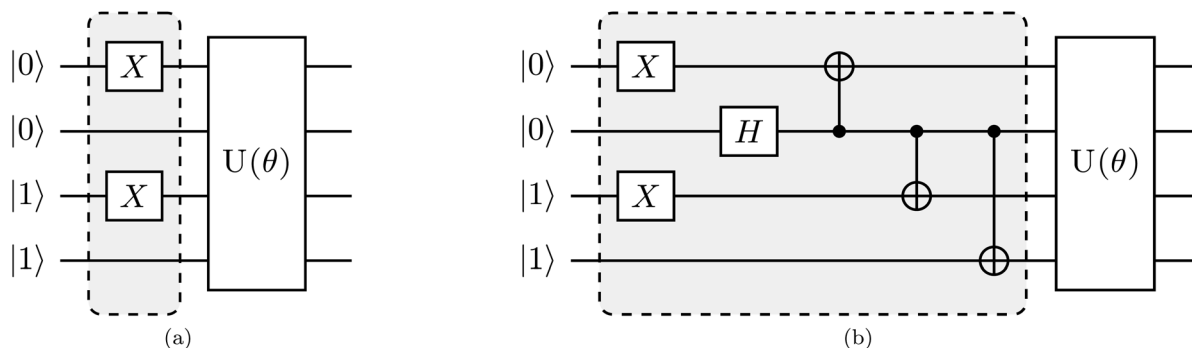 |0⟩ X |0⟩ X
|0⟩ |0⟩ H
U(θ) U(θ)
|1⟩ X |1⟩ X
|1⟩ |1⟩
(a) (b)